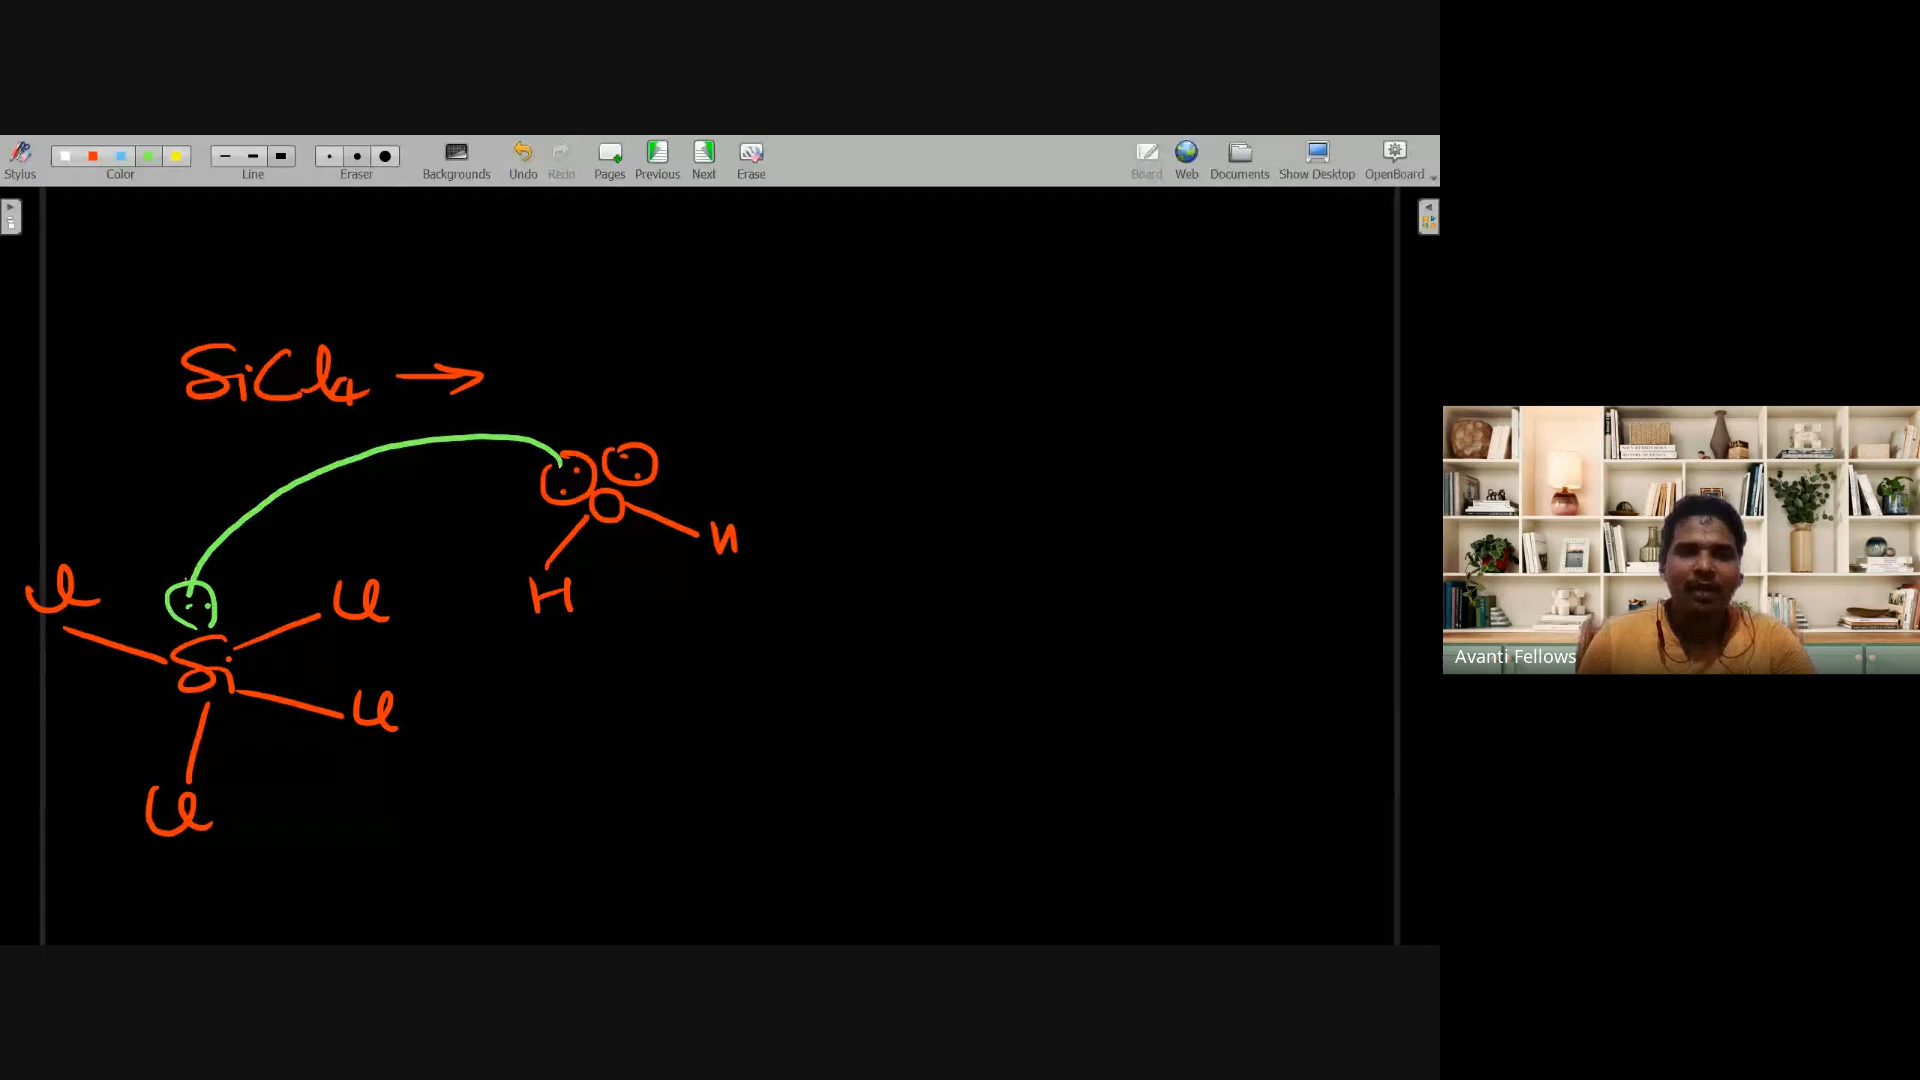 Stylus Color Line Eraser Backgrounds Undo Redo Pages Previous Next Erase Board Web Documents Show Desktop OpenBoard
SiCl4 →
O
H
H
Cl
Cl
Si
Cl
Cl
Avanti Fellows